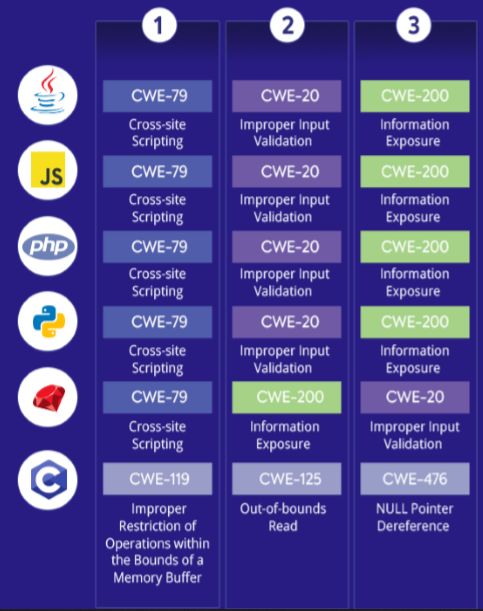 1 2 3
CWE-79 CWE-20 CWE-200
Cross-site Improper Input Information
Scripting Validation Exposure
JS
CWE-79 CWE-20 CWE-200
Cross-site Improper Input Information
Scripting Validation Exposure
php
CWE-79 CWE-20 CWE-200
Cross-site Improper Input Information
Scripting Validation Exposure
CWE-79 CWE-20 CWE-200
Cross-site Improper Input Information
Scripting Validation Exposure
CWE-79 CWE-200 CWE-20
Cross-site Information Improper Input
Scripting Exposure Validation
C
CWE-119 CWE-125 CWE-476
Improper Out-of-bounds NULL Pointer
Restriction of Read Dereference
Operations within
the Bounds of a
Memory Buffer